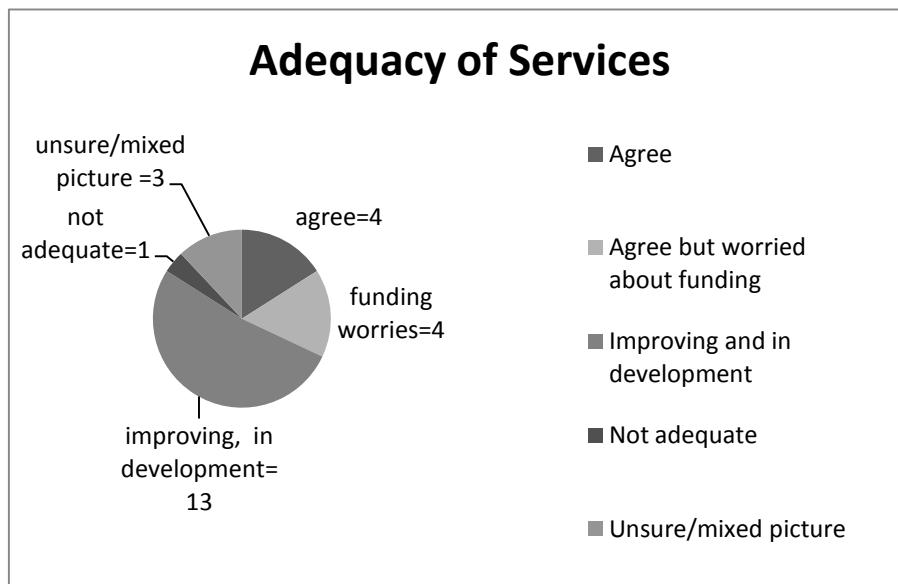 Adequacy of Services
unsure/mixed
picture =3
not
adequate=1
agree=4
funding
worries=4
improving,  in
development=
13
Agree
Agree but worried
about funding
Improving and in
development
Not adequate
Unsure/mixed picture